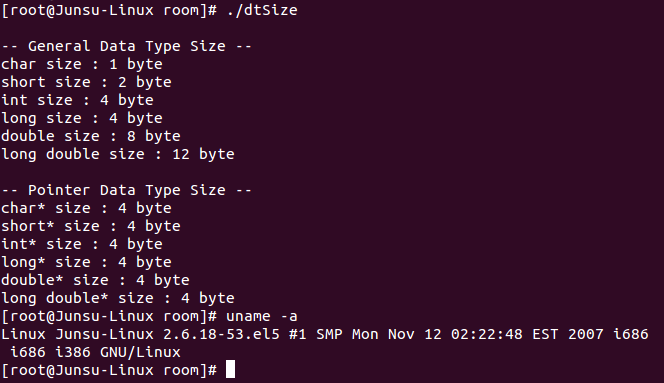 [root@Junsu-Linux room]# ./dtSize
-- General Data Type Size --
char size : 1 byte
short size : 2 byte
int size : 4 byte
long size : 4 byte
double size : 8 byte
long double size : 12 byte
-- Pointer Data Type Size --
char* size : 4 byte
short* size : 4 byte
int* size : 4 byte
long* size : 4 byte
double* size : 4 byte
long double* size : 4 byte
[root@Junsu-Linux room]# uname -a
Linux Junsu-Linux 2.6.18-53.el5 #1 SMP Mon Nov 12 02:22:48 EST 2007 i686
i686 i386 GNU/Linux
[root@Junsu-Linux room]#